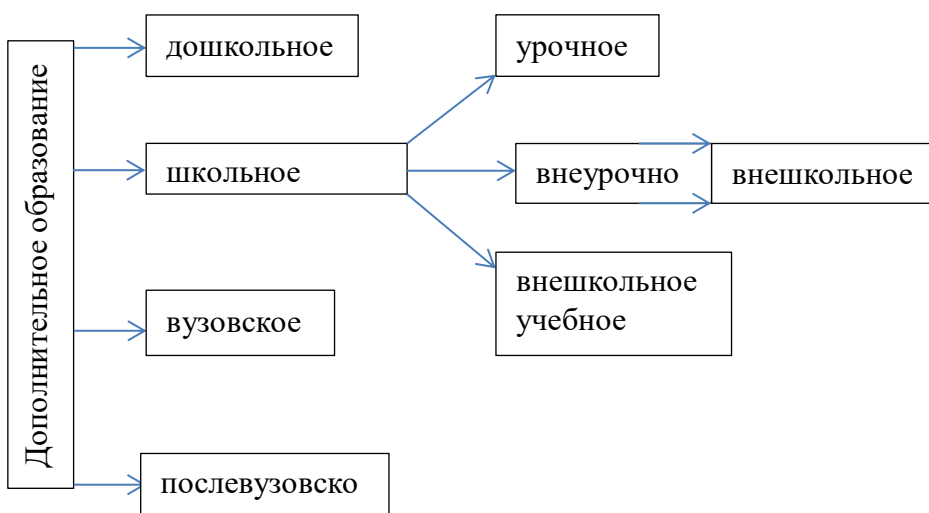 Дополнительное образование
дошкольное
школьное
вузовское
послевузовско
урочное
внеурочно
внешкольное
внешкольное
учебное